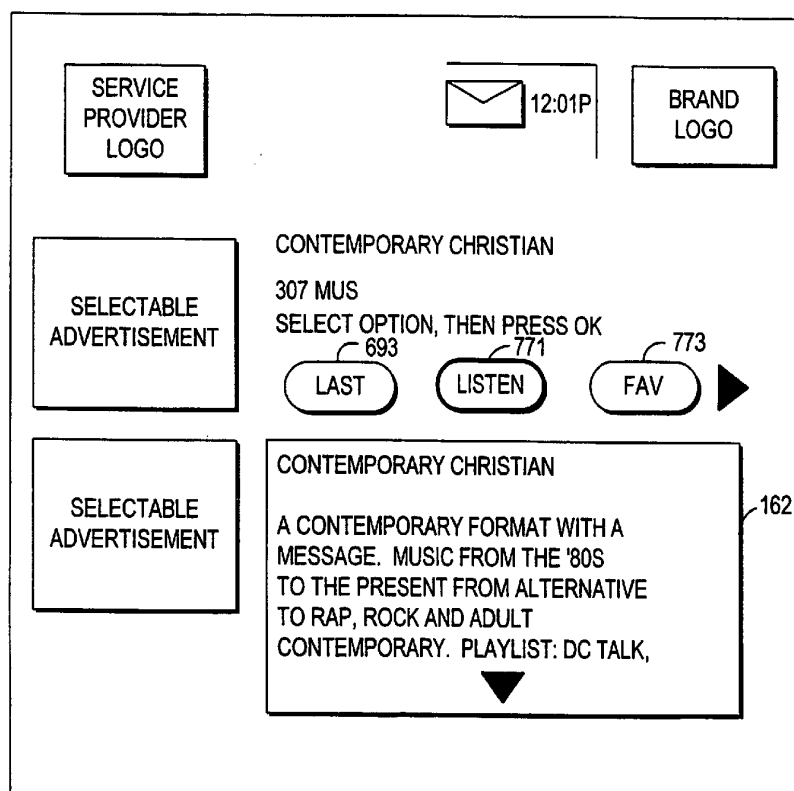 SERVICE
PROVIDER
LOGO
12:01P
BRAND
LOGO
SELECTABLE
ADVERTISEMENT
CONTEMPORARY CHRISTIAN
307 MUS
SELECT OPTION, THEN PRESS OK
693
771
773
LAST
LISTEN
FAV
SELECTABLE
ADVERTISEMENT
CONTEMPORARY CHRISTIAN
A CONTEMPORARY FORMAT WITH A
MESSAGE. MUSIC FROM THE '80S
TO THE PRESENT FROM ALTERNATIVE
TO RAP, ROCK AND ADULT
CONTEMPORARY. PLAYLIST: DC TALK,
162